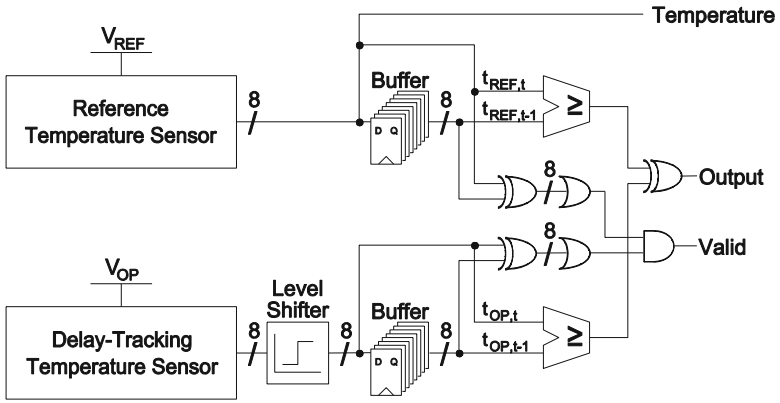 Temperature
V_REF
Reference
Temperature Sensor
8
Buffer
D Q
8
t_REF,t
t_REF,t-1
≥
8
Output
8
Valid
V_OP
Delay-Tracking
Temperature Sensor
8
Level
Shifter
8
Buffer
D Q
8
t_OP,t
t_OP,t-1
≥